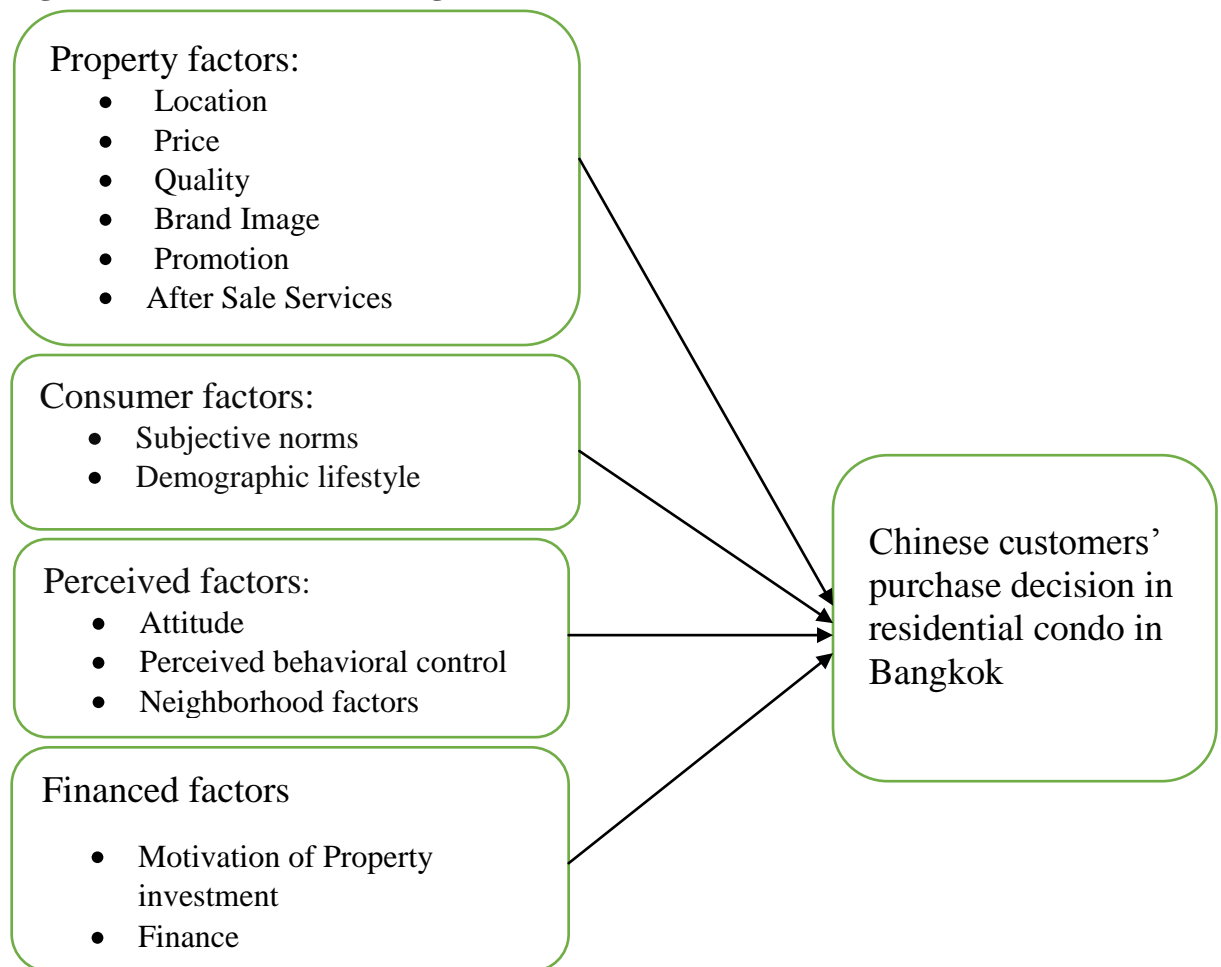 Property factors:
• Location
• Price
• Quality
• Brand Image
• Promotion
• After Sale Services
Consumer factors:
• Subjective norms
• Demographic lifestyle
Perceived factors:
• Attitude
• Perceived behavioral control
• Neighborhood factors
Financed factors
• Motivation of Property
investment
• Finance
Chinese customers’
purchase decision in
residential condo in
Bangkok